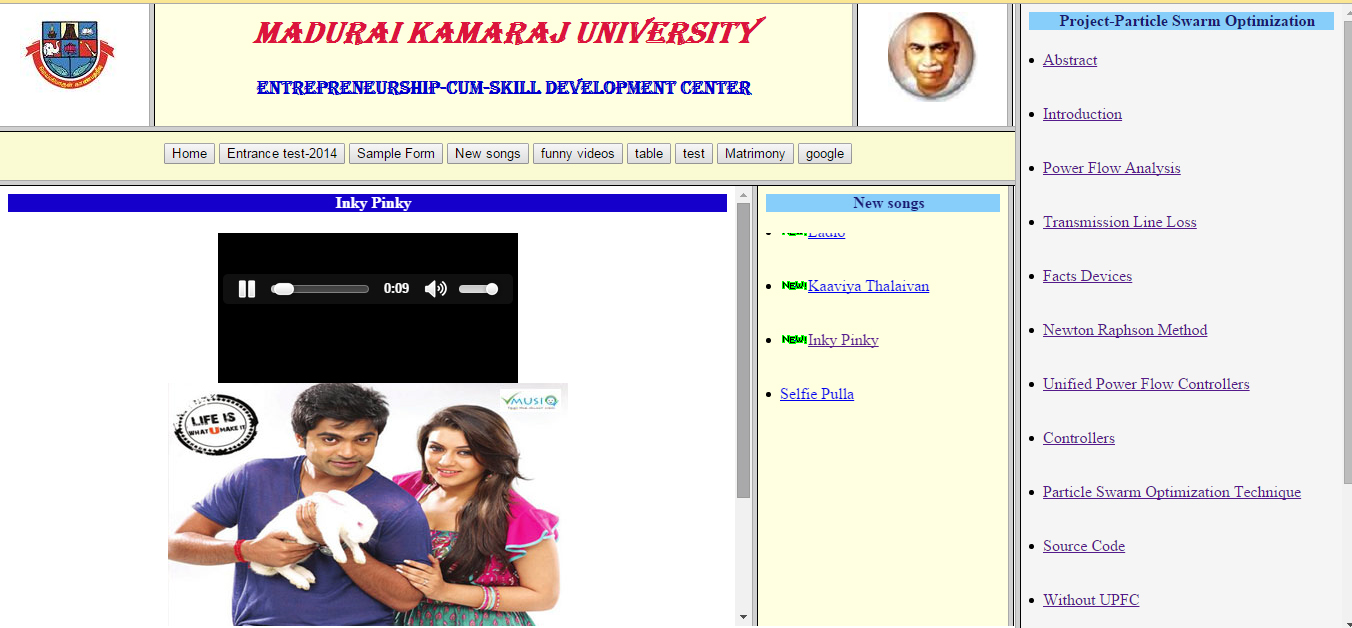 MADURAI KAMARAJ UNIVERSITY
ENTREPRENEURSHIP-CUM-SKILL DEVELOPMENT CENTER
Home Entrance test-2014 Sample Form New songs funny videos table test Matrimony google
Inky Pinky
0:09
LIFE IS
WHAT U MAKE IT
VMUSIQ
New songs
NEW! Ladio
NEW! Kaaviya Thalaivan
NEW! Inky Pinky
Selfie Pulla
Project-Particle Swarm Optimization
Abstract
Introduction
Power Flow Analysis
Transmission Line Loss
Facts Devices
Newton Raphson Method
Unified Power Flow Controllers
Controllers
Particle Swarm Optimization Technique
Source Code
Without UPFC